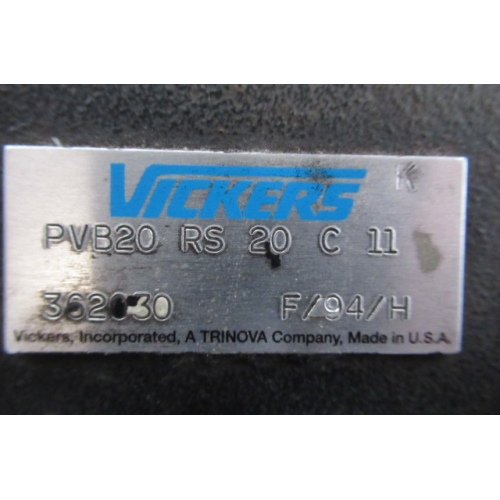 VICKERS
K
PVB20 RS 20 C 11
F/94/H
Vickers, Incorporated, A TRINOVA Company, Made in U.S.A.